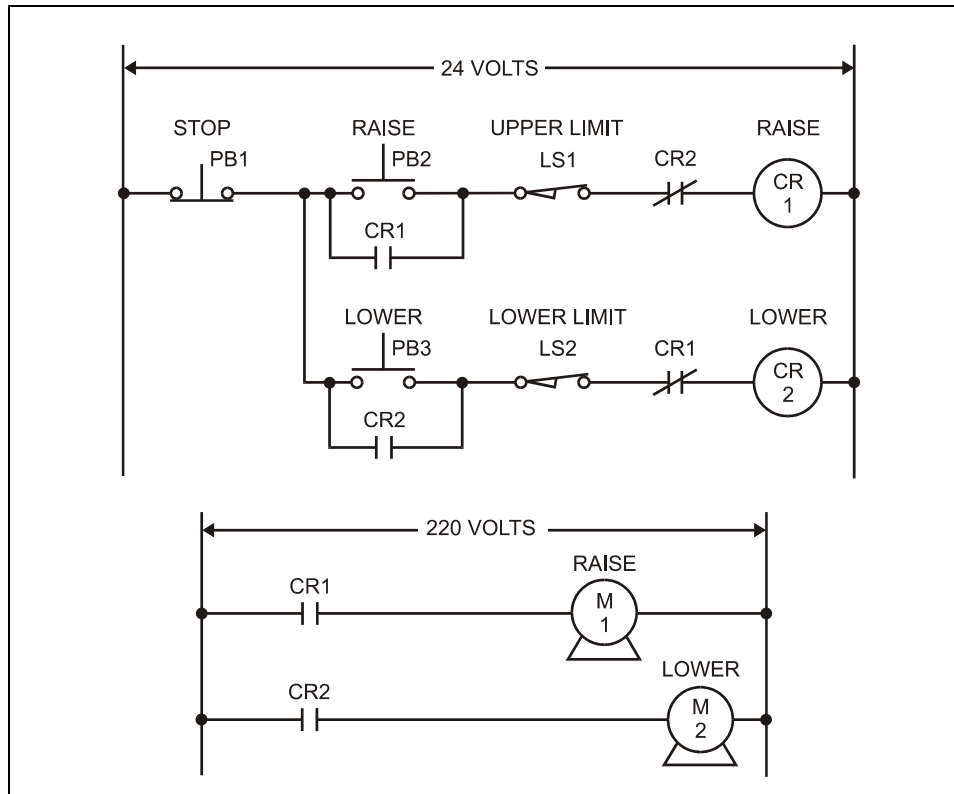 24 VOLTS
STOP RAISE UPPER LIMIT RAISE
PB1 PB2 LS1 CR2
CR
1
CR1
LOWER LOWER LIMIT LOWER
PB3 LS2 CR1
CR
2
CR2
220 VOLTS
RAISE
CR1
M
1
LOWER
CR2
M
2